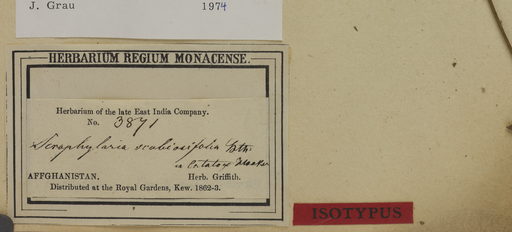 J. Grau 1974
HERBARIUM REGIUM MONACENSE.
Herbarium of the late East India Company.
No. 3871
Scrophularia scabiosifolia Bth.
in
AFFGHANISTAN. Herb. Griffith.
Distributed at the Royal Gardens, Kew. 1862-3.
ISOTYPUS